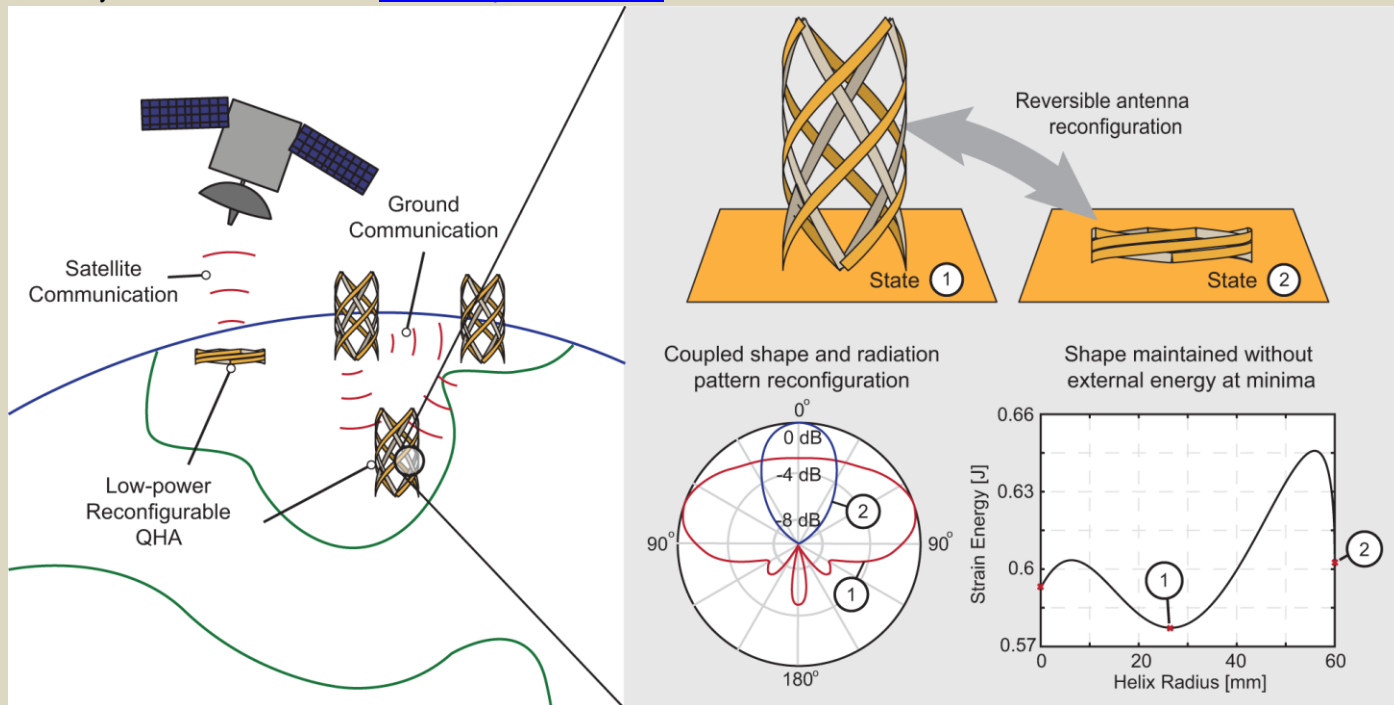 Ground
Communication
Satellite
Communication
Low-power
Reconfigurable
QHA
Reversible antenna
reconfiguration
State 1
State 2
Coupled shape and radiation
pattern reconfiguration
0°
0 dB
-4 dB
-8 dB
90°
90°
2
1
180°
Shape maintained without
external energy at minima
0.66
0.63
0.6
0.57
Strain Energy [J]
1
2
0
20
40
60
Helix Radius [mm]